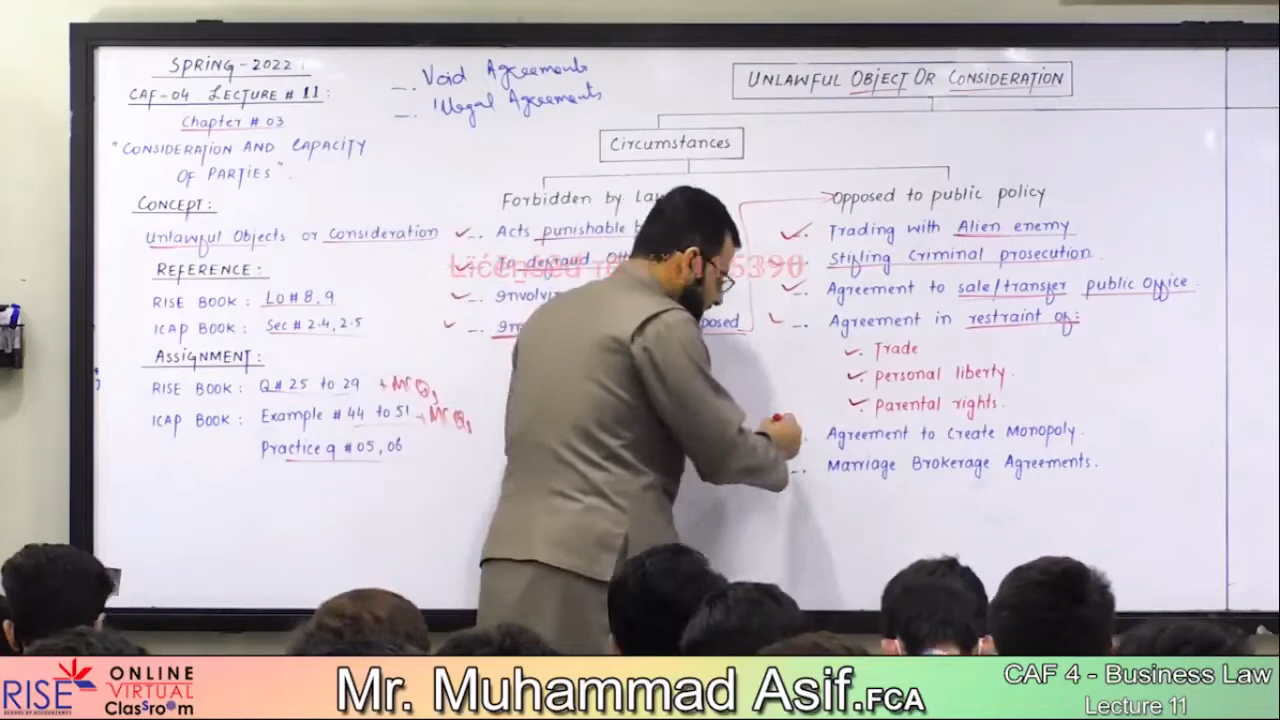 SPRING-2022:
CAF-04 LECTURE # 11:
Chapter # 03
"CONSIDERATION AND CAPACITY
OF PARTIES".
CONCEPT:
Unlawful Objects or Consideration
REFERENCE:
RISE BOOK: Lo# 8,9
ICAP BOOK: Sec# 2.4, 2.5
ASSIGNMENT:
RISE BOOK: Q# 25 to 29 + MCQs
ICAP BOOK: Example # 44 to 51 + MCQs
Practice q # 05,06
Void Agreements
Illegal Agreements
UNLAWFUL OBJECT OR CONSIDERATION
Circumstances
Forbidden by
Acts punishable
To defraud
Licensed
5390
Opposed to public policy
Trading with Alien enemy
Stifling Criminal prosecution.
Agreement to sale/transfer public Office.
Agreement in restraint of:
Trade
personal liberty.
parental rights.
Agreement to Create Monopoly.
Marriage Brokerage Agreements.
RISE
ONLINE
VIRTUAL
Classroom
Mr. Muhammad Asif.FCA
CAF 4 - Business Law
Lecture 11